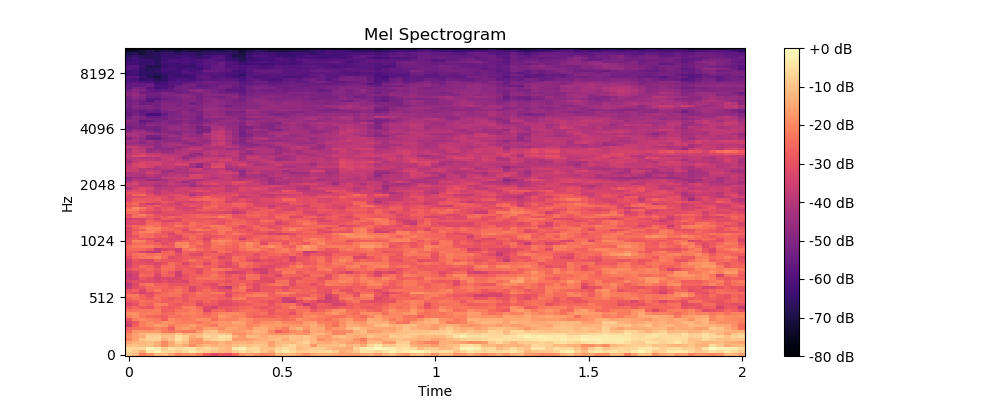 Mel Spectrogram
Hz
8192
4096
2048
1024
512
0
0 0.5 1 1.5 2
Time
+0 dB
-10 dB
-20 dB
-30 dB
-40 dB
-50 dB
-60 dB
-70 dB
-80 dB